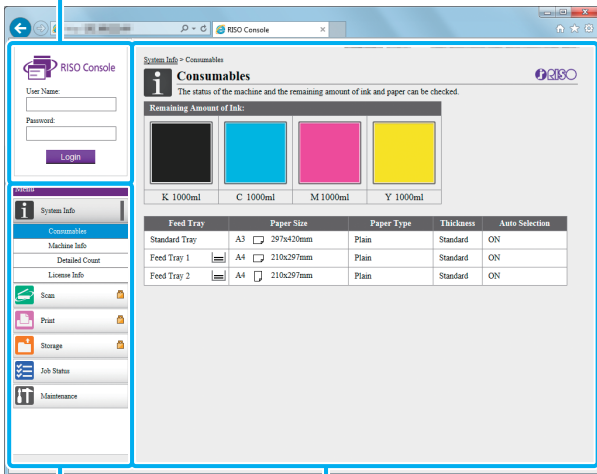 RISO Console
RISO Console
User Name:
Password:
Login
Menu
System Info
Consumables
Machine Info
Detailed Count
License Info
Scan
Print
Storage
Job Status
Maintenance
System Info > Consumables
Consumables
RISO
The status of the machine and the remaining amount of ink and paper can be checked.
Remaining Amount of Ink:
K 1000ml C 1000ml M 1000ml Y 1000ml
Feed Tray Paper Size Paper Type Thickness Auto Selection
Standard Tray A3 297x420mm Plain Standard ON
Feed Tray 1 A4 210x297mm Plain Standard ON
Feed Tray 2 A4 210x297mm Plain Standard ON